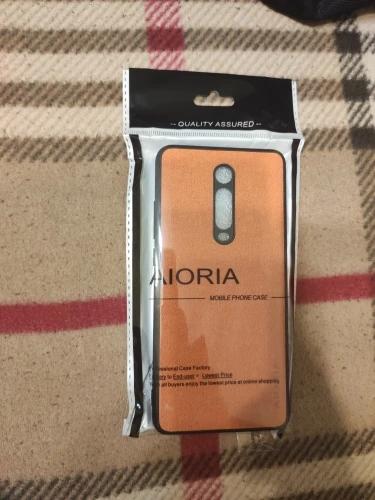 -- QUALITY ASSURED --
AIORIA
MOBILE PHONE CASE
Professional Case Factory
to End-user Lowest Price
all buyers enjoy the lowest price at online shopping